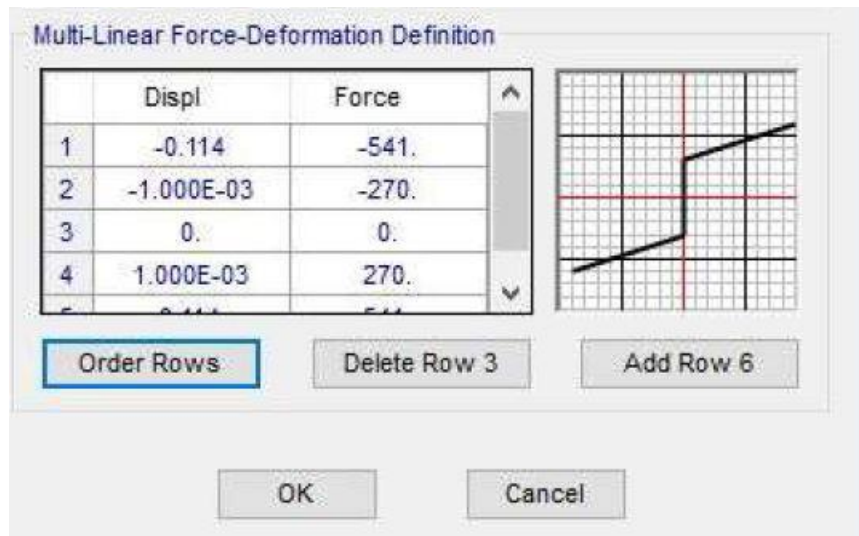 Multi-Linear Force-Deformation Definition
Displ Force
1 -0.114 -541.
2 -1.000E-03 -270.
3 0. 0.
4 1.000E-03 270.
Order Rows Delete Row 3 Add Row 6
OK Cancel